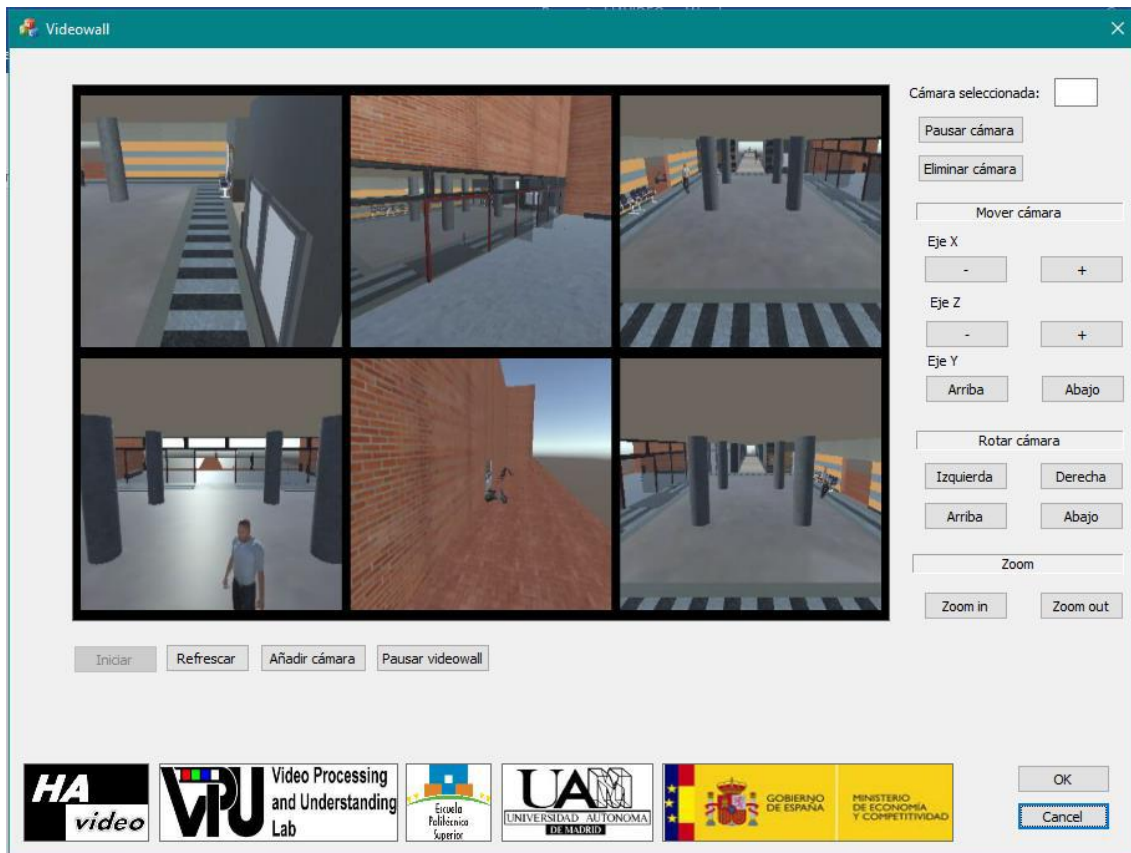 Videowall
Cámara seleccionada:
Pausar cámara
Eliminar cámara
Mover cámara
Eje X
- +
Eje Z
- +
Eje Y
Arriba Abajo
Rotar cámara
Izquierda Derecha
Arriba Abajo
Zoom
Zoom in Zoom out
Iniciar Refrescar Añadir cámara Pausar videowall
HA
video
VPU
Video Processing
and Understanding
Lab
Escuela
Politécnica
Superior
UAM
UNIVERSIDAD AUTONOMA
DE MADRID
GOBIERNO
DE ESPAÑA
MINISTERIO
DE ECONOMÍA
Y COMPETITIVIDAD
OK
Cancel